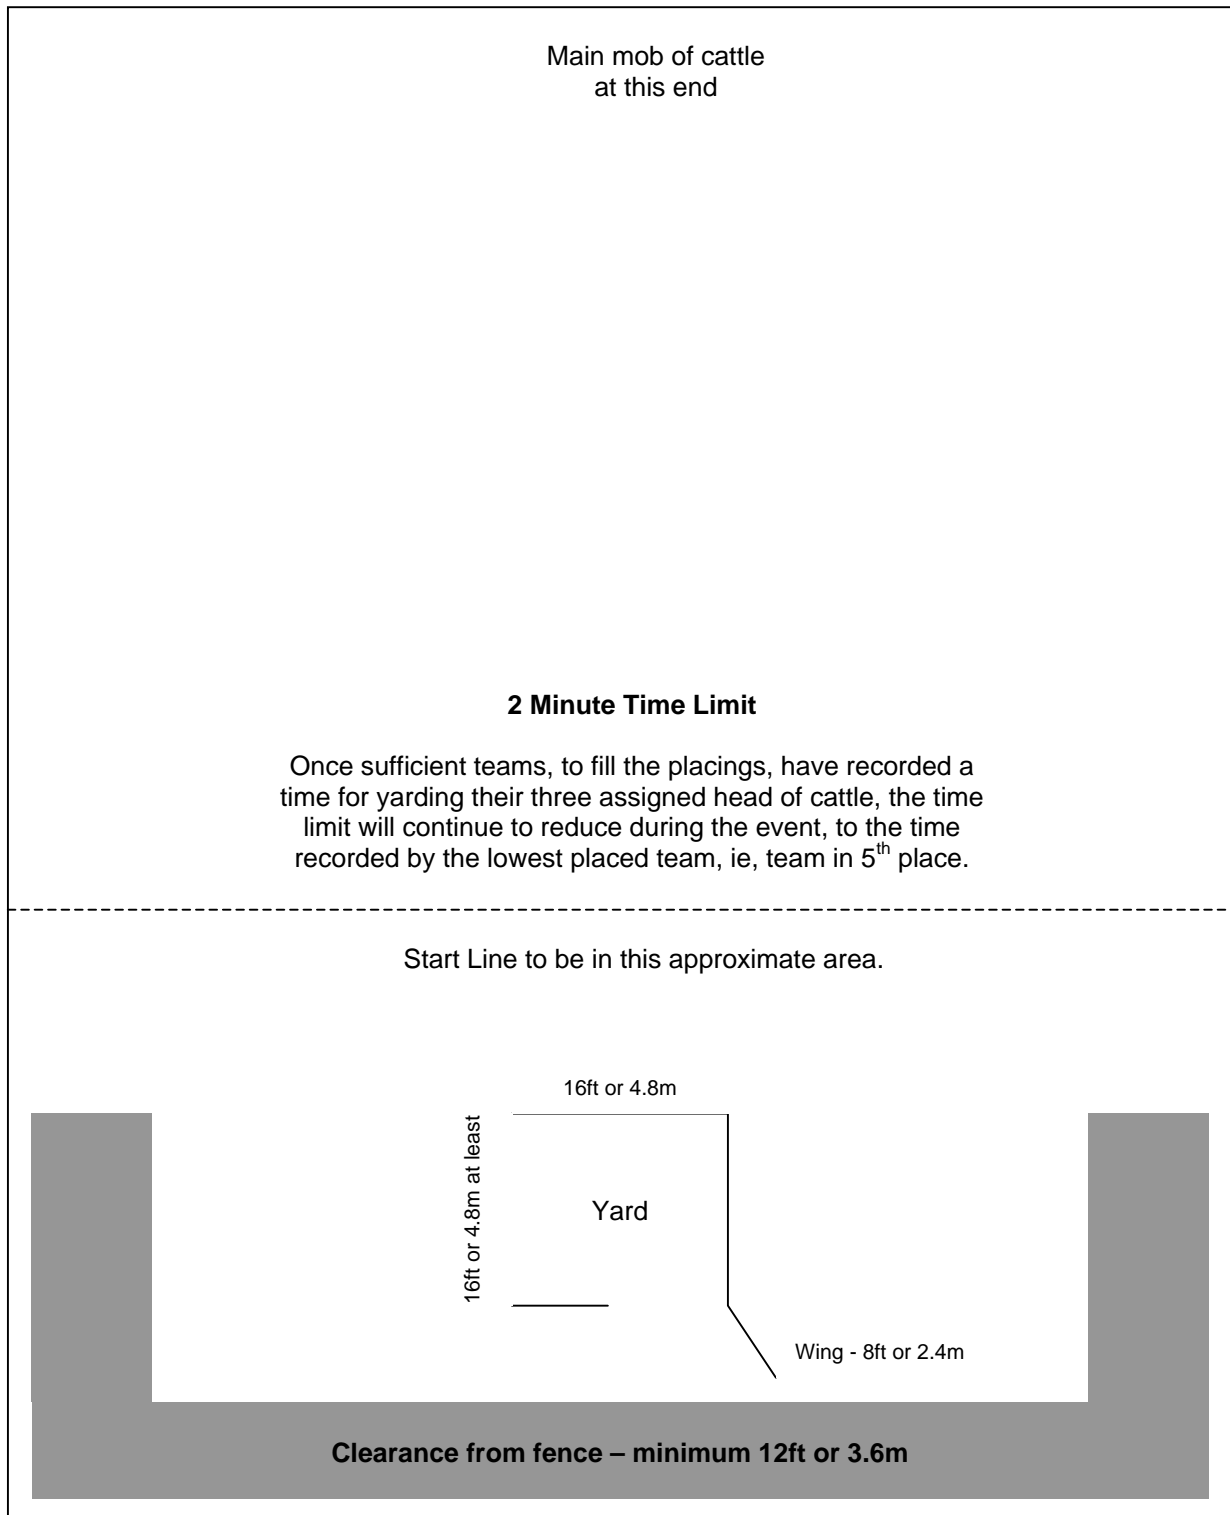 Main mob of cattle
at this end
2 Minute Time Limit
Once sufficient teams, to fill the placings, have recorded a
time for yarding their three assigned head of cattle, the time
limit will continue to reduce during the event, to the time
recorded by the lowest placed team, ie, team in 5th place.
Start Line to be in this approximate area.
16ft or 4.8m
16ft or 4.8m at least
Yard
Wing - 8ft or 2.4m
Clearance from fence – minimum 12ft or 3.6m